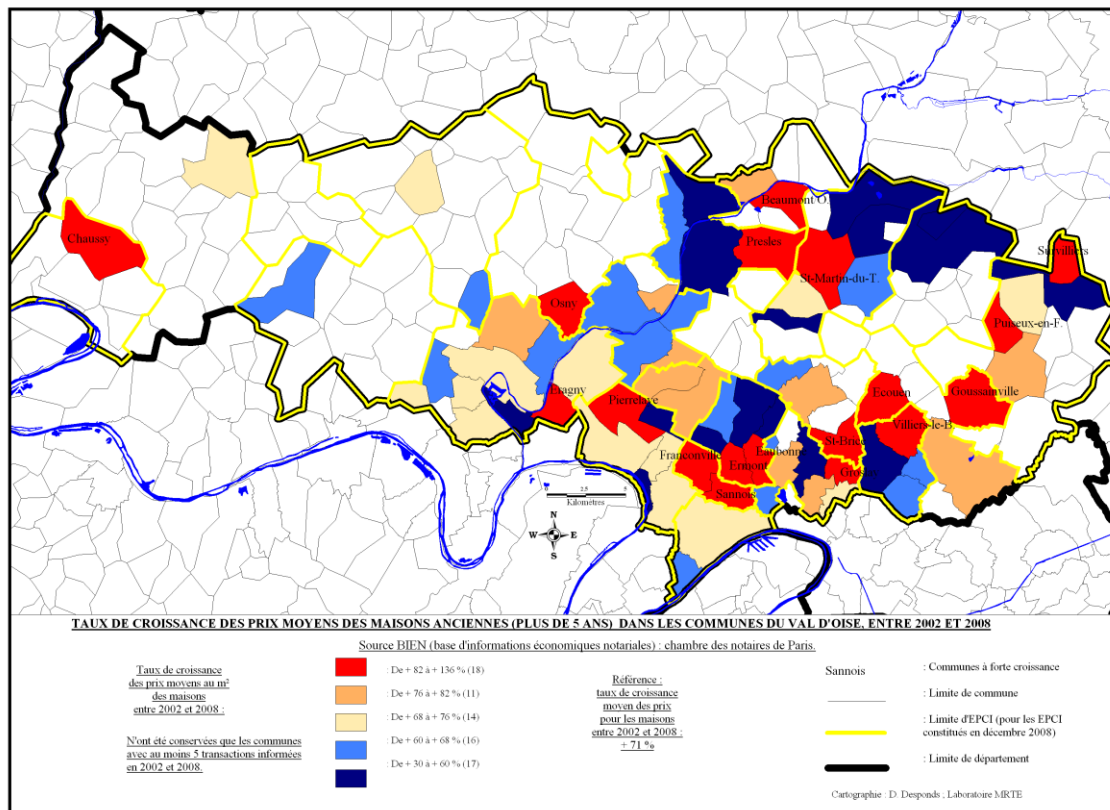 Chaussy
Beaumont/O.
Presles
Survilliers
St-Martin-du-T.
Osny
Puiseux-en-F.
Eragny
Pierrelaye
Ecouen
Goussainville
Villiers-le-B.
St-Brice
Franconville
Eaubonne
Ermont
Groslay
Sannois
0 2,5 5
Kilomètres
N
W E
S
TAUX DE CROISSANCE DES PRIX MOYENS DES MAISONS ANCIENNES (PLUS DE 5 ANS) DANS LES COMMUNES DU VAL D'OISE, ENTRE 2002 ET 2008
Source BIEN (base d'informations économiques notariales) : chambre des notaires de Paris.
Taux de croissance
des prix moyens au m²
des maisons
entre 2002 et 2008 :
N'ont été conservées que les communes
avec au moins 5 transactions informées
en 2002 et 2008.
: De + 82 à + 136 % (18)
: De + 76 à + 82 % (11)
: De + 68 à + 76 % (14)
: De + 60 à + 68 % (16)
: De + 30 à + 60 % (17)
Référence :
taux de croissance
moyen des prix
pour les maisons
entre 2002 et 2008 :
+ 71 %
Sannois : Communes à forte croissance
: Limite de commune
: Limite d'EPCI (pour les EPCI
constitués en décembre 2008)
: Limite de département
Cartographie : D. Desponds ; Laboratoire MRTE